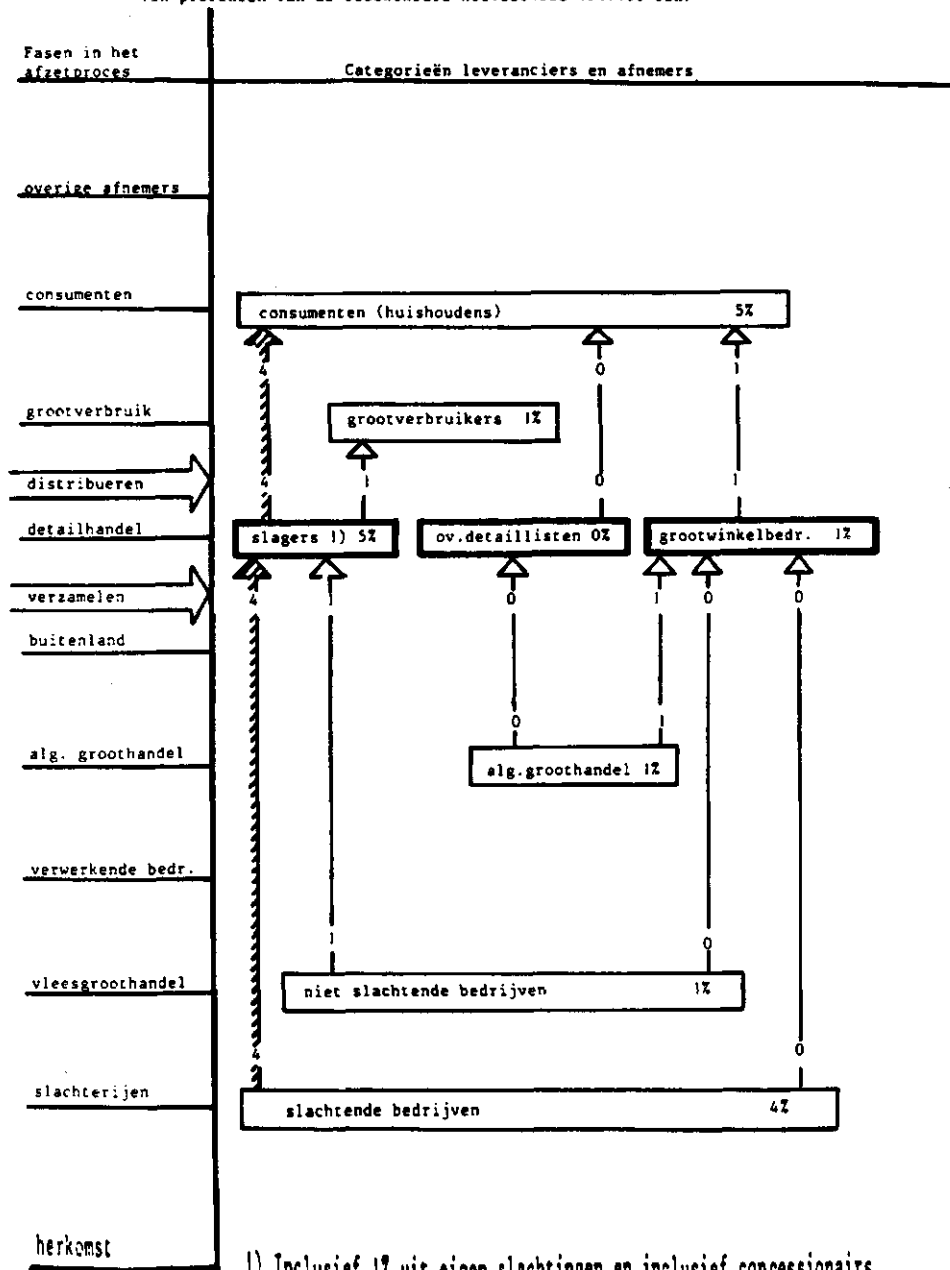 Fasen in het
afzetproces
Categorieën leveranciers en afnemers
overige afnemers
consumenten
consumenten (huishoudens) 5%
4 0 1
grootverbruik
grootverbruikers 1%
distribueren
4 1 0 1
detailhandel
slagers 1) 5%
ov.detaillisten 0%
grootwinkelbedr. 1%
verzamelen
4 1 0 1 0 0
buitenland
0 1
alg. groothandel
alg.groothandel 1%
verwerkende bedr.
1 0
vleesgroothandel
niet slachtende bedrijven 1%
4 0
slachterijen
slachtende bedrijven 4%
herkomst
1) Inclusief 1% uit eigen slachtingen en inclusief concessionairs